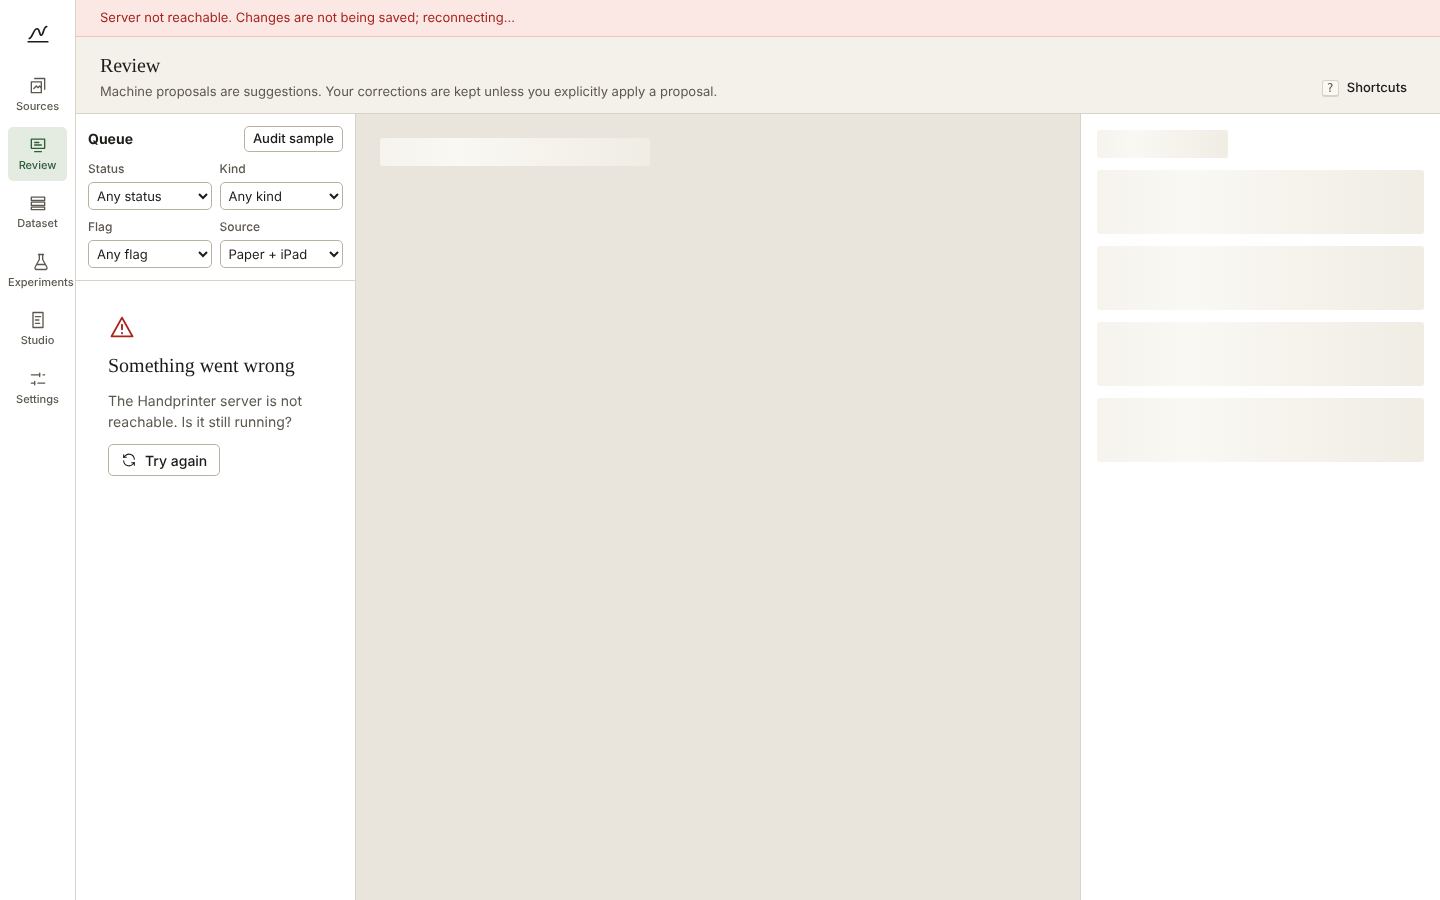 Server not reachable. Changes are not being saved; reconnecting…
Sources
Review
Dataset
Experiments
Studio
Settings
Review
Machine proposals are suggestions. Your corrections are kept unless you explicitly apply a proposal.
? Shortcuts
Queue
Audit sample
Status
Kind
Any status
Any kind
Flag
Source
Any flag
Paper + iPad
Something went wrong
The Handprinter server is not
reachable. Is it still running?
Try again